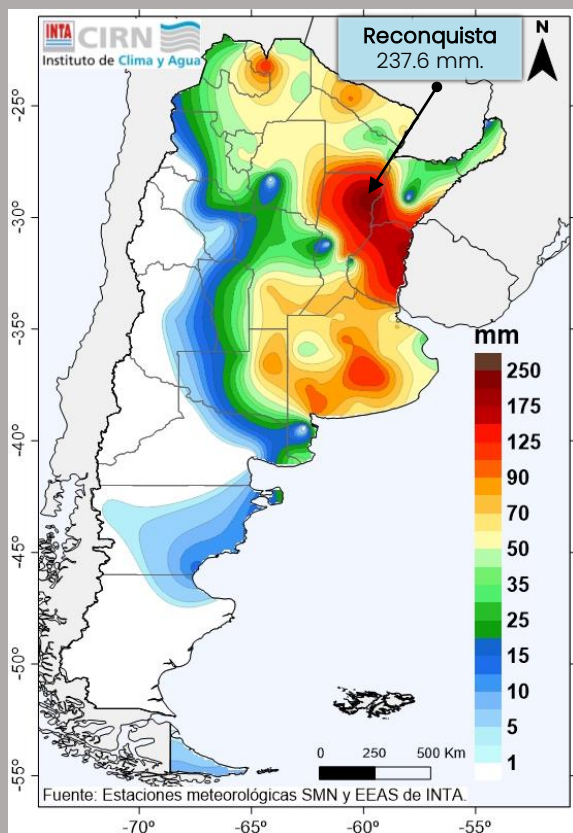 INTA CIRN
Instituto de Clima y Agua
Reconquista
237.6 mm.
N
25°
30°
35°
40°
45°
50°
55°
mm
250
175
125
90
70
50
35
25
15
10
5
1
0 250 500 Km
Fuente: Estaciones meteorológicas SMN y EEAS de INTA.
-70° -65° -60° -55°